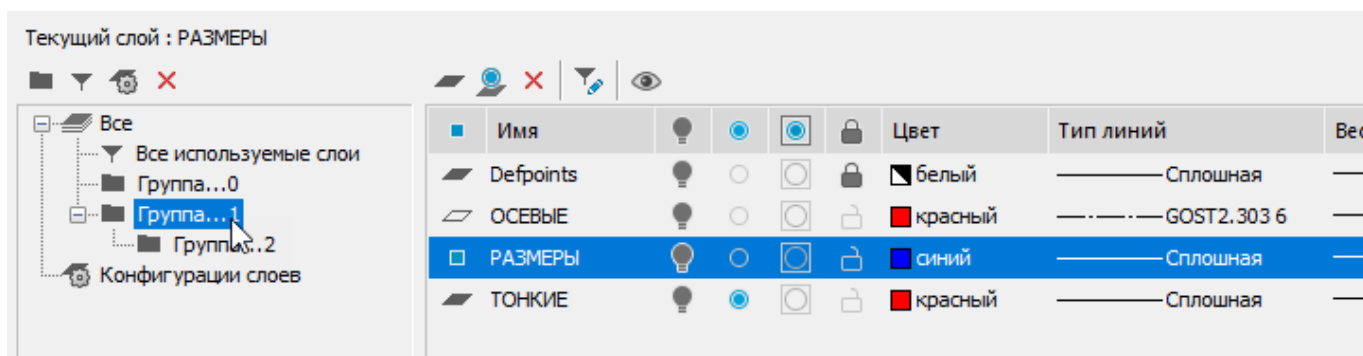 Текущий слой : РАЗМЕРЫ
Все
Все используемые слои
Группа...0
Группа...1
Группа...2
Конфигурации слоев
Имя Цвет Тип линий Вес
Defpoints белый Сплошная
ОСЕВЫЕ красный GOST2.303 6
РАЗМЕРЫ синий Сплошная
ТОНКИЕ красный Сплошная